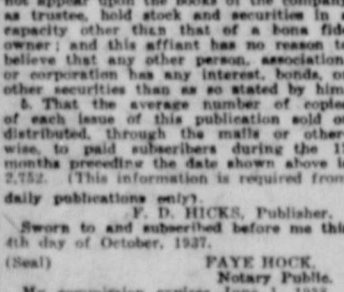 not appear upon the books of the company
as trustee, hold stock and securities in a
capacity other than that of a bona fide
owner; and this affiant has no reason to
believe that any other person, association
or corporation has any interest, bonds, or
other securities than as so stated by him.
5. That the average number of copies
of each issue of this publication sold or
distributed, through the mails or other-
wise, to paid subscribers during the 12
months preceding the date shown above is
2,752. (This information is required from
daily publications only).
F. D. HICKS, Publisher.
Sworn to and subscribed before me this
4th day of October, 1937.
(Seal) FAYE HOCK,
Notary Public.
My commission expires June 1, 1938